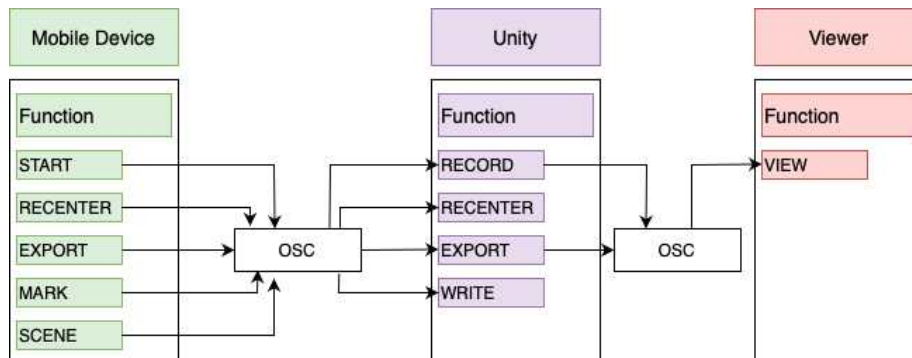 Mobile Device
Unity
Viewer
Function
Function
Function
START
RECORD
VIEW
RECENTER
RECENTER
EXPORT
OSC
EXPORT
OSC
MARK
WRITE
SCENE